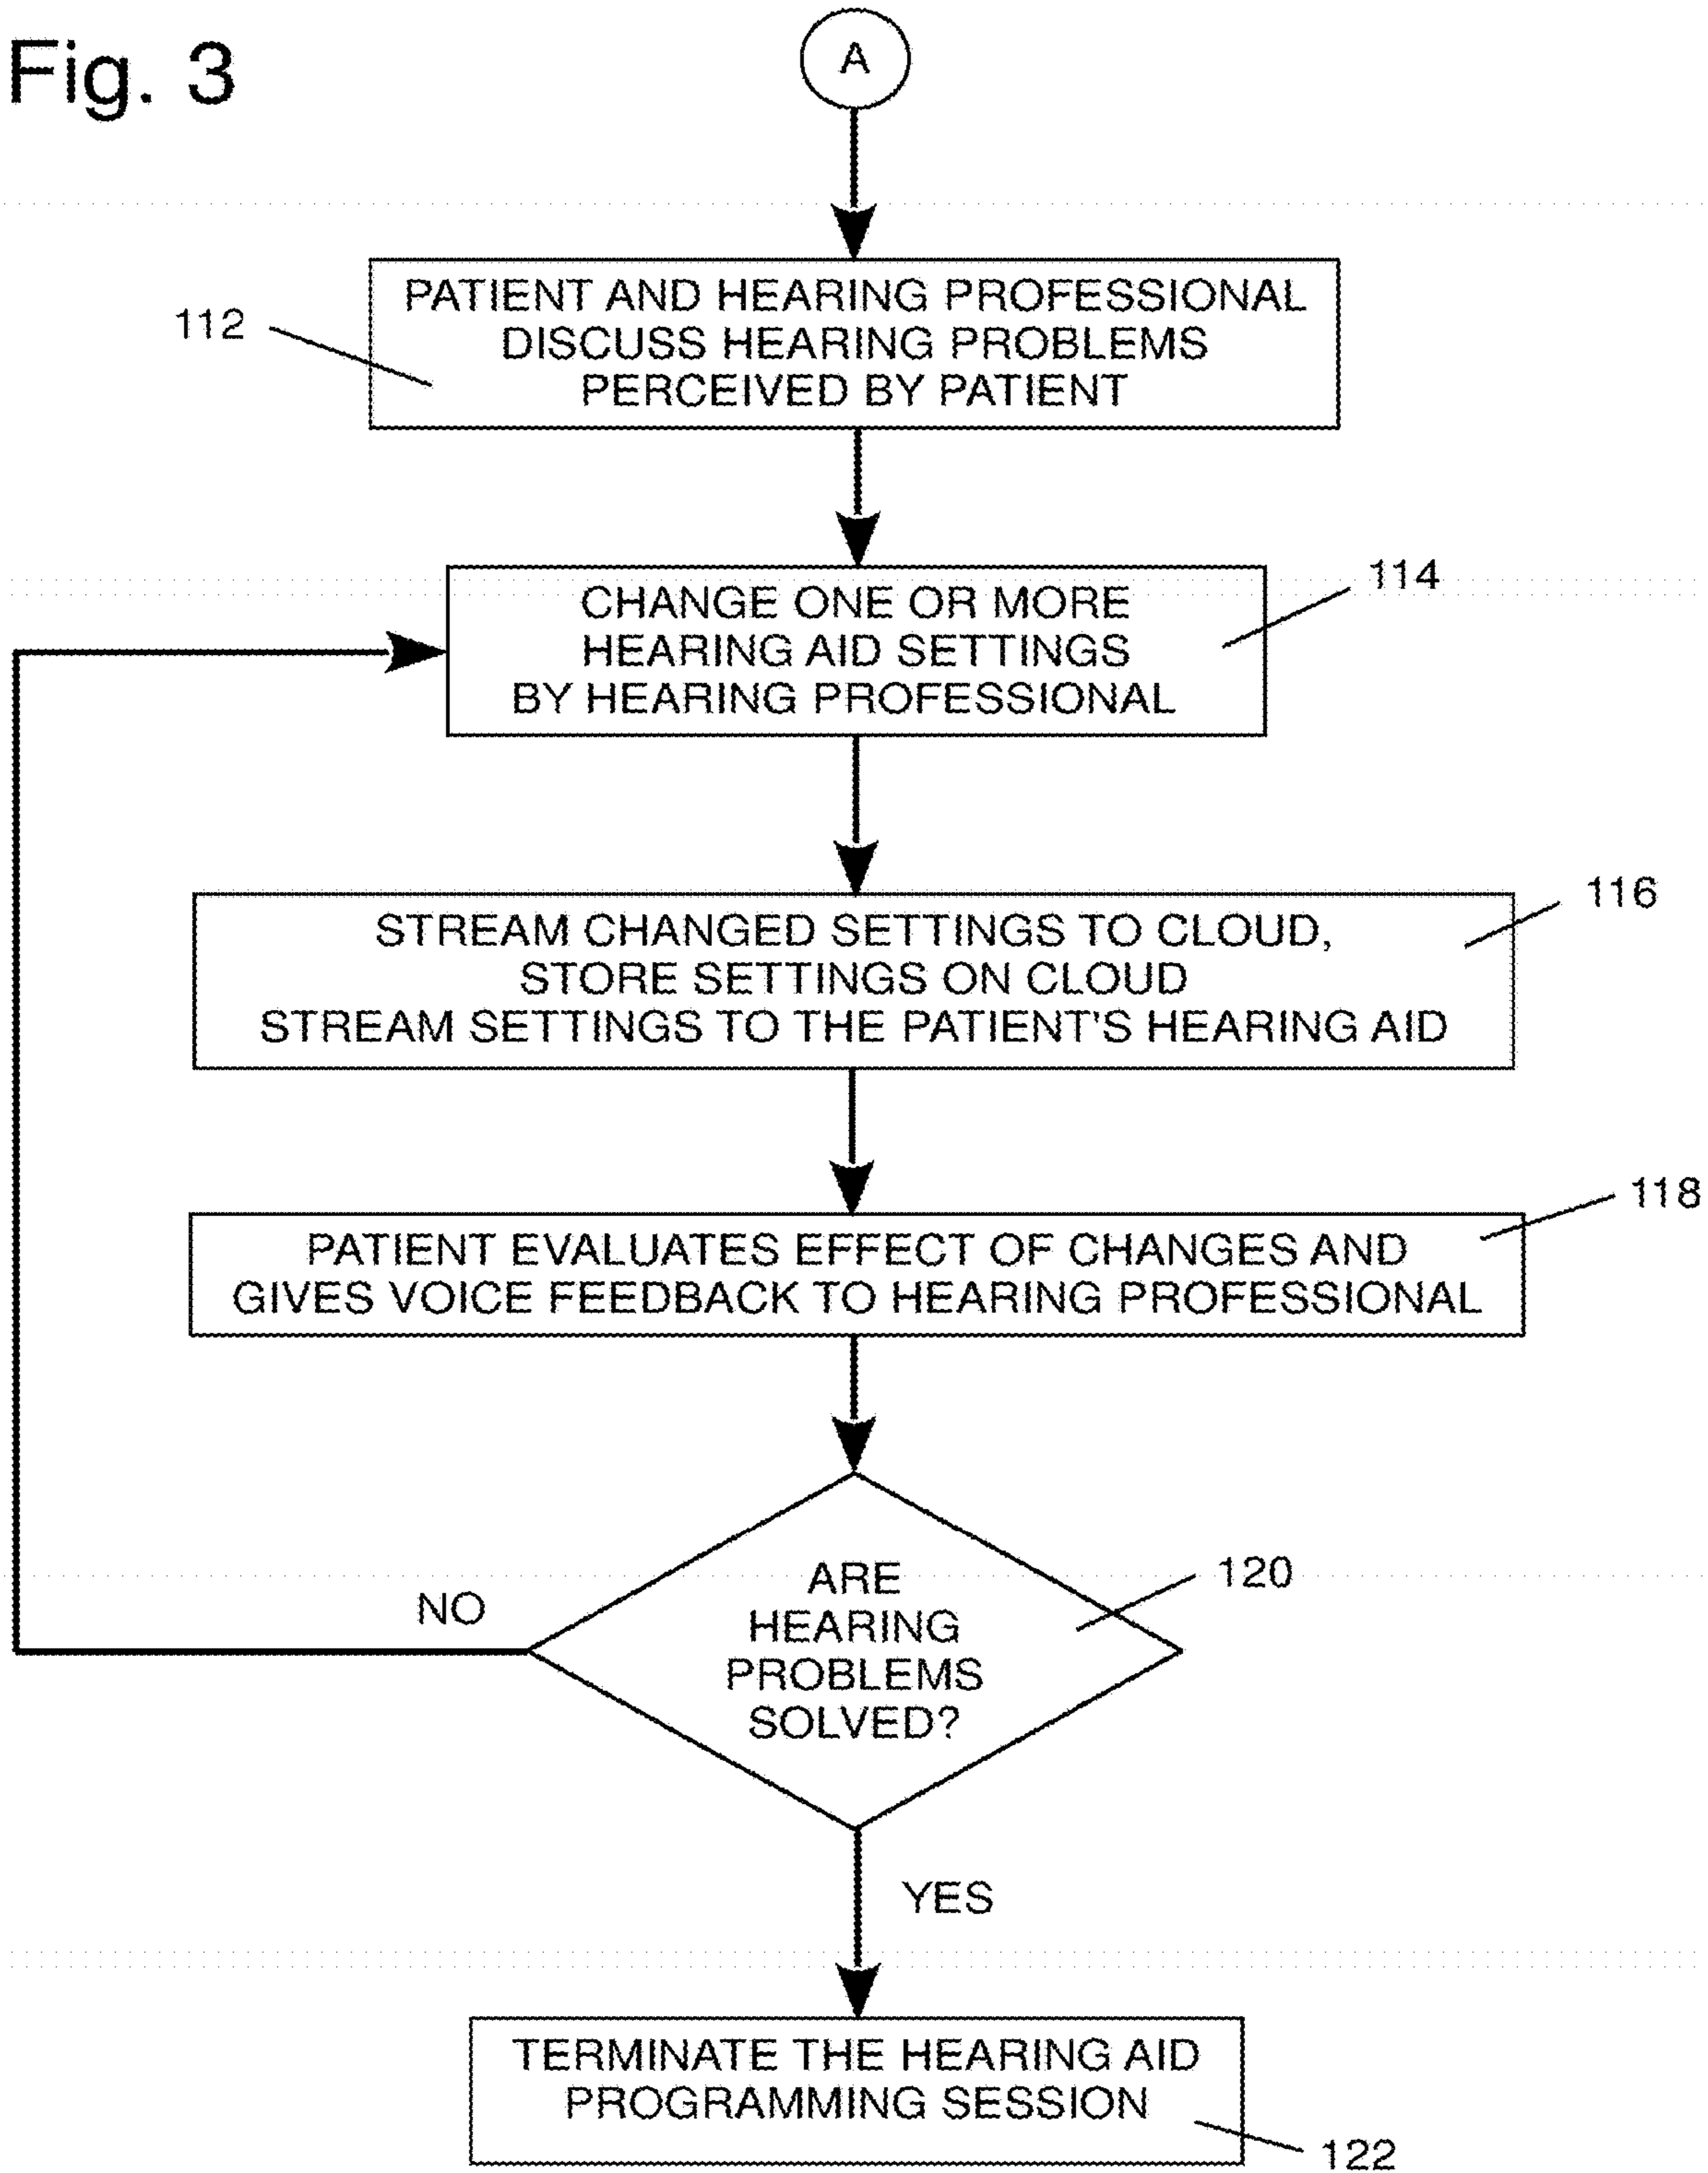 Fig. 3
A
PATIENT AND HEARING PROFESSIONAL
DISCUSS HEARING PROBLEMS
PERCEIVED BY PATIENT
112
CHANGE ONE OR MORE
HEARING AID SETTINGS
BY HEARING PROFESSIONAL
114
STREAM CHANGED SETTINGS TO CLOUD,
STORE SETTINGS ON CLOUD
STREAM SETTINGS TO THE PATIENT'S HEARING AID
116
PATIENT EVALUATES EFFECT OF CHANGES AND
GIVES VOICE FEEDBACK TO HEARING PROFESSIONAL
118
ARE
HEARING
PROBLEMS
SOLVED?
120
NO
YES
TERMINATE THE HEARING AID
PROGRAMMING SESSION
122